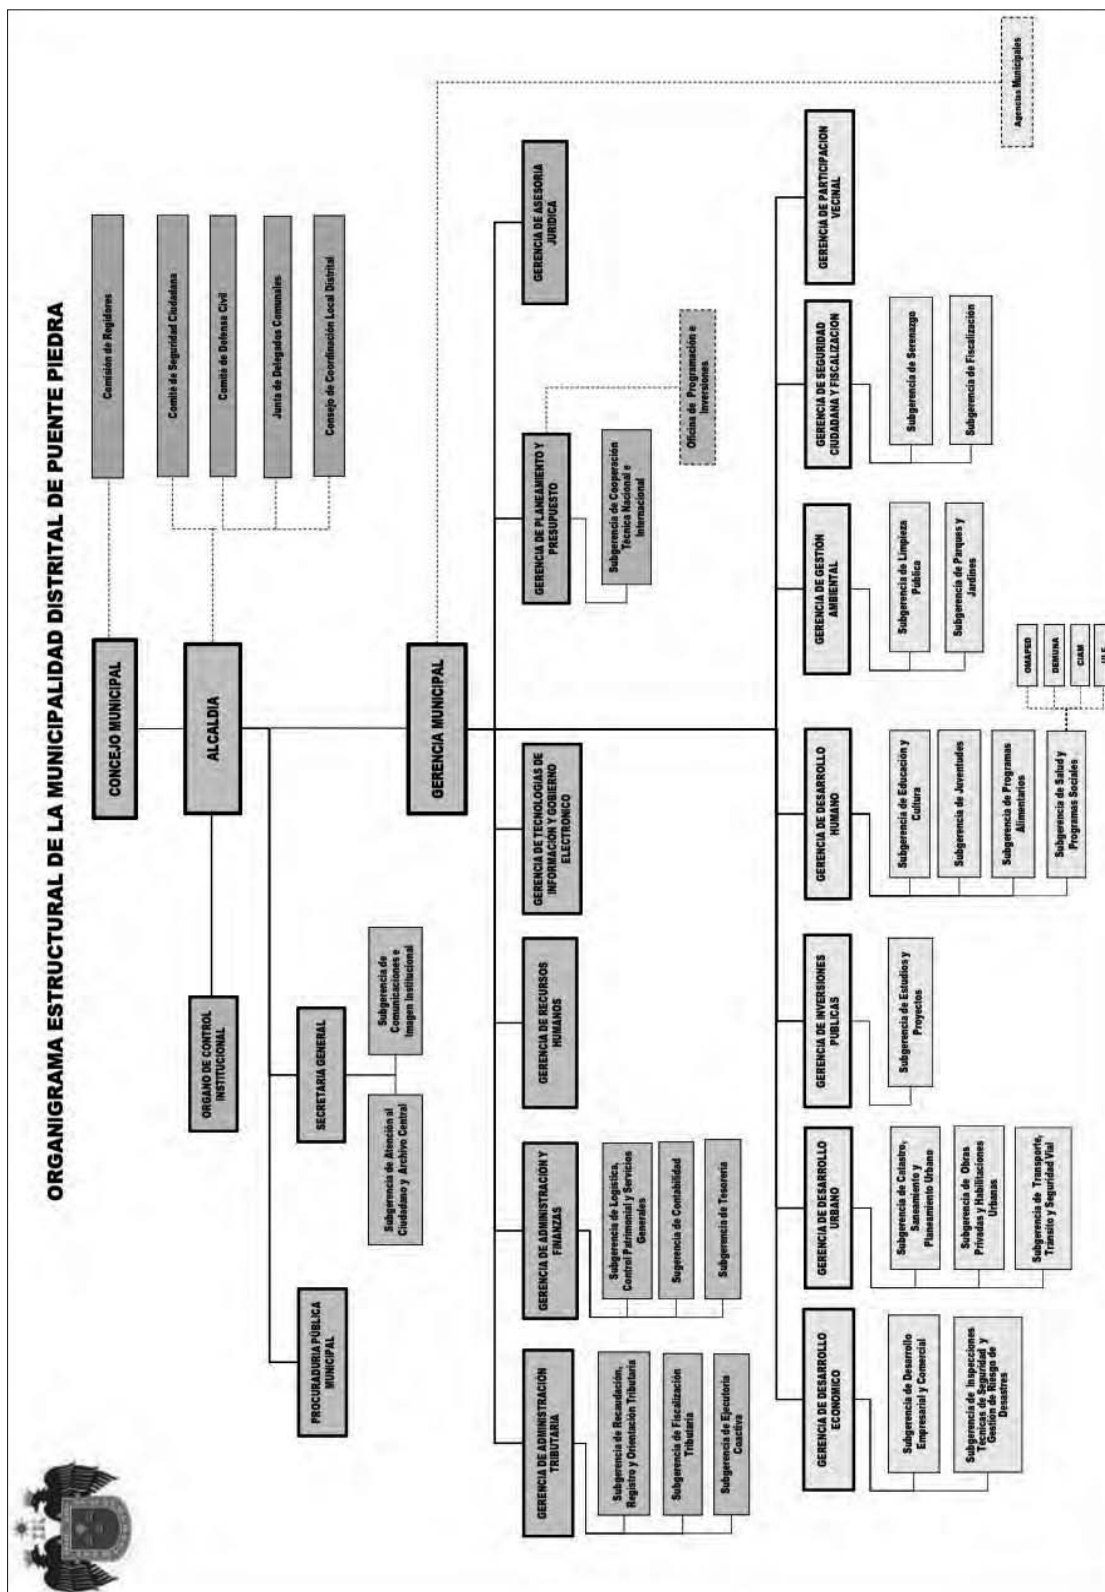 ORGANIGRAMA ESTRUCTURAL DE LA MUNICIPALIDAD DISTRITAL DE PUENTE PIEDRA
CONCEJO MUNICIPAL
Comisión de Regidores
ALCALDIA
Comité de Seguridad Ciudadana
Comité de Defensa Civil
Junta de Delegados Comunales
Consejo de Coordinación Local Distrital
ORGANO DE CONTROL
INSTITUCIONAL
PROCURADURIA PÚBLICA
MUNICIPAL
SECRETARIA GENERAL
Subgerencia de Atención al
Ciudadano y Archivo Central
Subgerencia de
Comunicaciones e
Imagen Institucional
GERENCIA MUNICIPAL
Agencias Municipales
GERENCIA DE ADMINISTRACIÓN
TRIBUTARIA
Subgerencia de Recaudación,
Registro y Orientación Tributaria
Subgerencia de Fiscalización
Tributaria
Subgerencia de Ejecutoria
Coactiva
GERENCIA DE ADMINISTRACIÓN Y
FINANZAS
Subgerencia de Logística,
Control Patrimonial y Servicios
Generales
Sugerencia de Contabilidad
Subgerencia de Tesorería
GERENCIA DE RECURSOS
HUMANOS
GERENCIA DE TECNOLOGIAS DE
INFORMACIÓN Y GOBIERNO
ELECTRONICO
GERENCIA DE PLANEAMIENTO Y
PRESUPUESTO
Subgerencia de Cooperación
Técnica Nacional e
Internacional
Oficina de Programación e
Inversiones
GERENCIA DE ASESORIA
JURIDICA
GERENCIA DE DESARROLLO
ECONOMICO
Subgerencia de Desarrollo
Empresarial y Comercial
Subgerencia de Inspecciones
Técnicas de Seguridad y
Gestión de Riesgo de
Desastres
GERENCIA DE DESARROLLO
URBANO
Subgerencia de Catastro,
Saneamiento y
Planeamiento Urbano
Subgerencia de Obras
Privadas y Habilitaciones
Urbanas
Subgerencia de Transporte,
Tránsito y Seguridad Vial
GERENCIA DE INVERSIONES
PUBLICAS
Subgerencia de Estudios y
Proyectos
GERENCIA DE DESARROLLO
HUMANO
Subgerencia de Educación y
Cultura
Subgerencia de Juventudes
Subgerencia de Programas
Alimentarios
Subgerencia de Salud y
Programas Sociales
OMAPED
DEMUNA
CIAM
GERENCIA DE GESTIÓN
AMBIENTAL
Subgerencia de Limpieza
Pública
Subgerencia de Parques y
Jardines
GERENCIA DE SEGURIDAD
CIUDADANA Y FISCALIZACION
Subgerencia de Serenazgo
Subgerencia de Fiscalización
GERENCIA DE PARTICIPACION
VECINAL